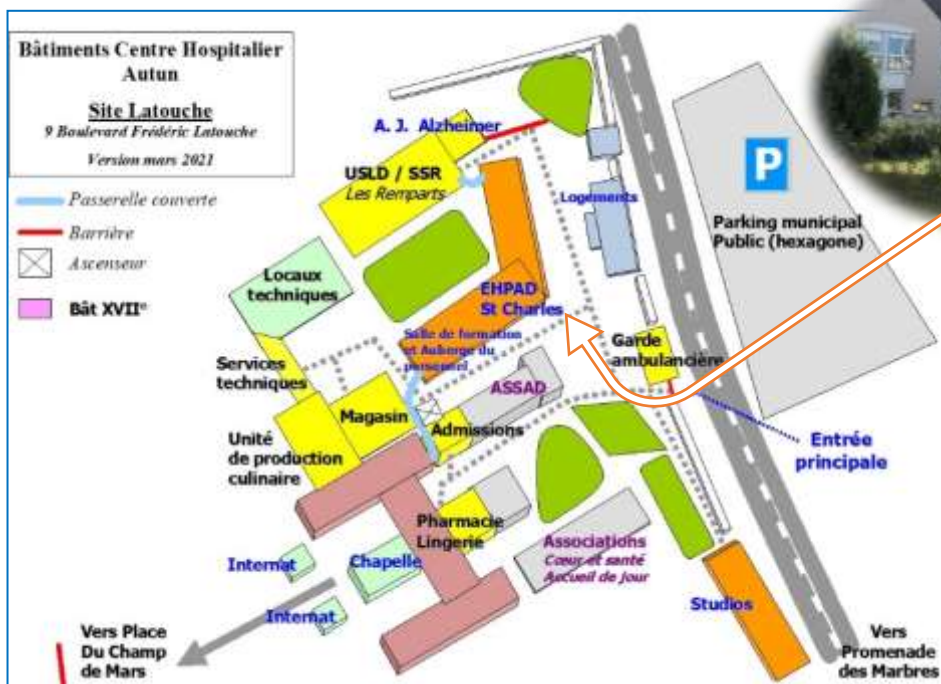 Bâtiments Centre Hospitalier
Autun
Site Latouche
9 Boulevard Frédéric Latouche
Version mars 2021
Passerelle couverte
Barrière
Ascenseur
Bât XVII°
A. J. Alzheimer
USLD / SSR
Les Remparts
Logements
P
Parking municipal
Public (hexagone)
Locaux
techniques
EHPAD
St Charles
Salle de formation
et Auberge du
personnel
Garde
ambulancière
Services
techniques
Magasin
ASSAD
Admissions
Entrée
principale
Unité
de production
culinaire
Pharmacie
Lingerie
Associations
Cœur et santé
Accueil de jour
Internat
Chapelle
Internat
Studios
Vers Place
Du Champ
de Mars
Vers
Promenade
des Marbres